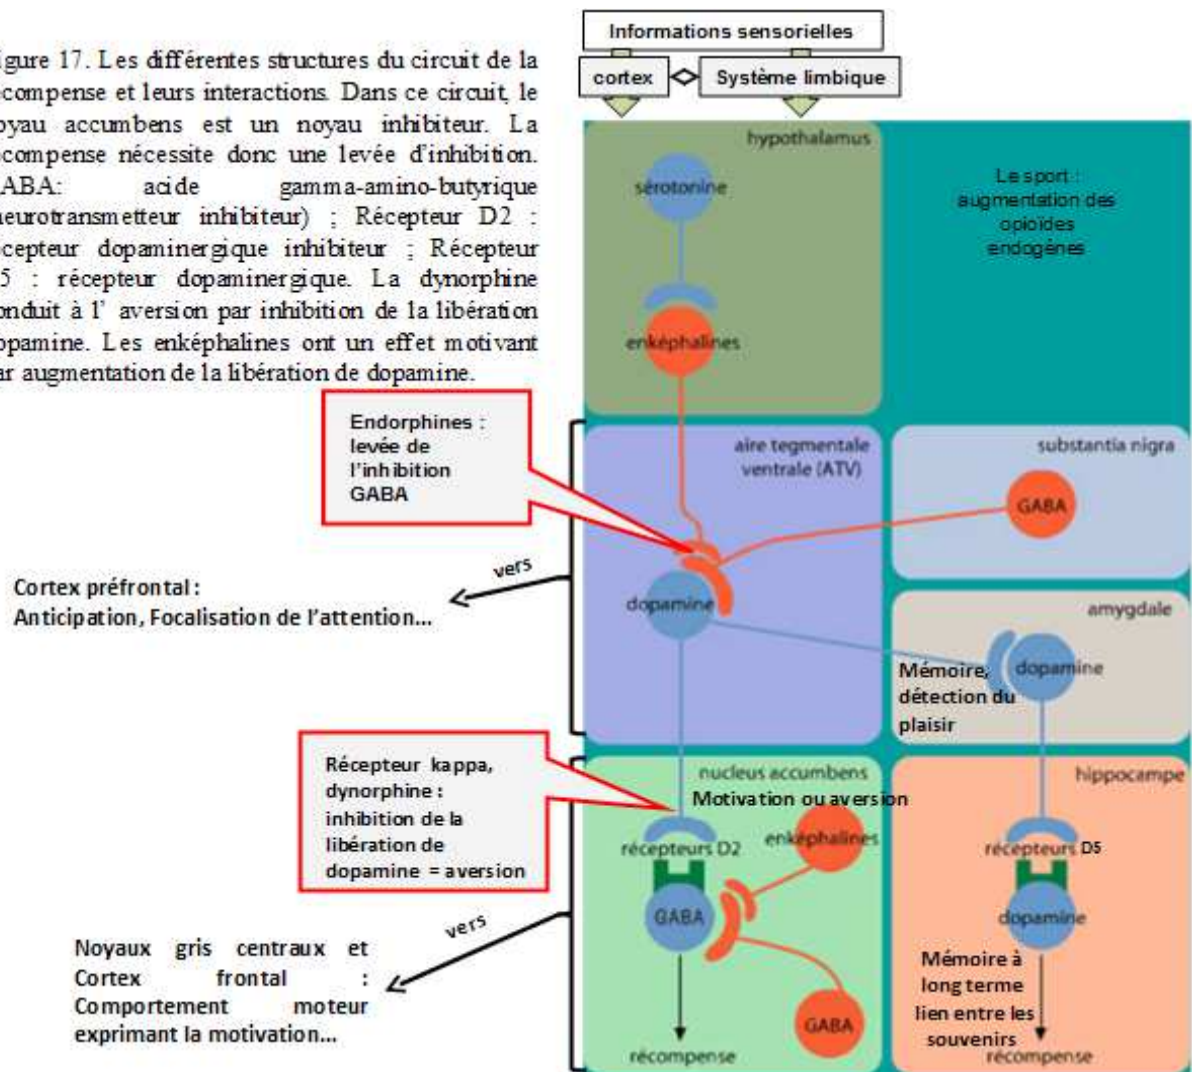 igure 17. Les différentes structures du circuit de la
écompense et leurs interactions. Dans ce circuit, le
oyau accumbens est un noyau inhibiteur. La
écompense nécessite donc une levée d'inhibition.
ABA: acide gamma-amino-butyrique
neurotransmetteur inhibiteur) ; Récepteur D2 :
écepteur dopaminergique inhibiteur ; Récepteur
5 : récepteur dopaminergique. La dynorphine
onduit à l' aversion par inhibition de la libération
opamine. Les enképhalines ont un effet motivant
ar augmentation de la libération de dopamine.
Informations sensorielles
cortex
Système limbique
hypothalamus
sérotonine
enképhalines
Le sport :
augmentation des
opioïdes
endogènes
Endorphines :
levée de
l'inhibition
GABA
aire tegmentale
ventrale (ATV)
dopamine
substantia nigra
GABA
vers
Cortex préfrontal :
Anticipation, Focalisation de l'attention...
amygdale
dopamine
Mémoire,
détection du
plaisir
Récepteur kappa,
dynorphine :
inhibition de la
libération de
dopamine = aversion
nucleus accumbens
Motivation ou aversion
enképhalines
récepteurs D2
GABA
GABA
récompense
hippocampe
récepteurs D5
dopamine
Mémoire à
long terme
lien entre les
souvenirs
récompense
vers
Noyaux gris centraux et
Cortex frontal :
Comportement moteur
exprimant la motivation...